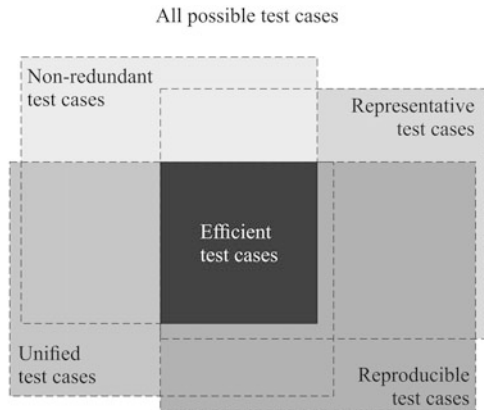 All possible test cases
Non-redundant
test cases
Representative
test cases
Efficient
test cases
Unified
test cases
Reproducible
test cases